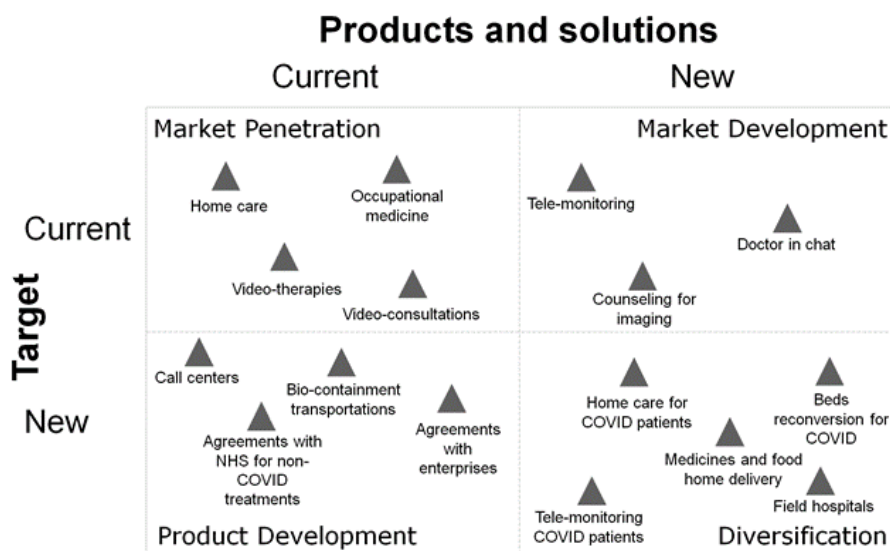 Products and solutions
Current
New
Market Penetration
Market Development
Home care
Occupational
medicine
Tele-monitoring
Doctor in chat
Current
Video-therapies
Video-consultations
Counseling for
imaging
Target
New
Call centers
Bio-containment
transportations
Agreements with
NHS for non-
COVID
treatments
Agreements
with
enterprises
Home care for
COVID patients
Beds
reconversion for
COVID
Medicines and food
home delivery
Tele-monitoring
COVID patients
Field hospitals
Product Development
Diversification